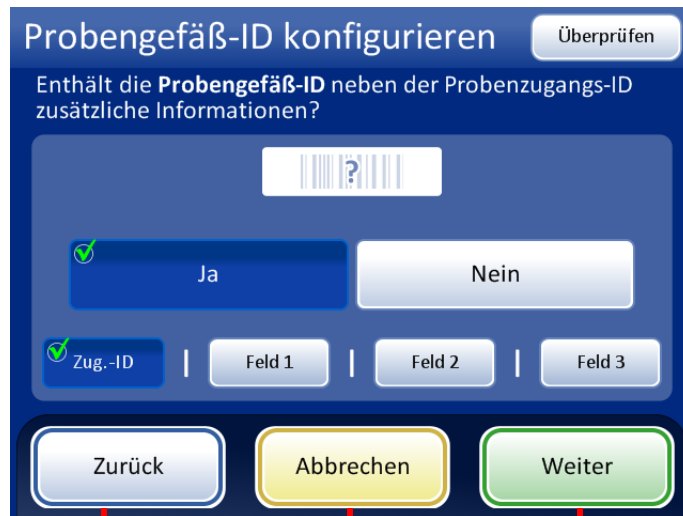 Probengefäß-ID konfigurieren
Überprüfen
Enthält die Probengefäß-ID neben der Probenzugangs-ID
zusätzliche Informationen?
?
Ja
Nein
Zug.-ID | Feld 1 | Feld 2 | Feld 3
Zurück
Abbrechen
Weiter